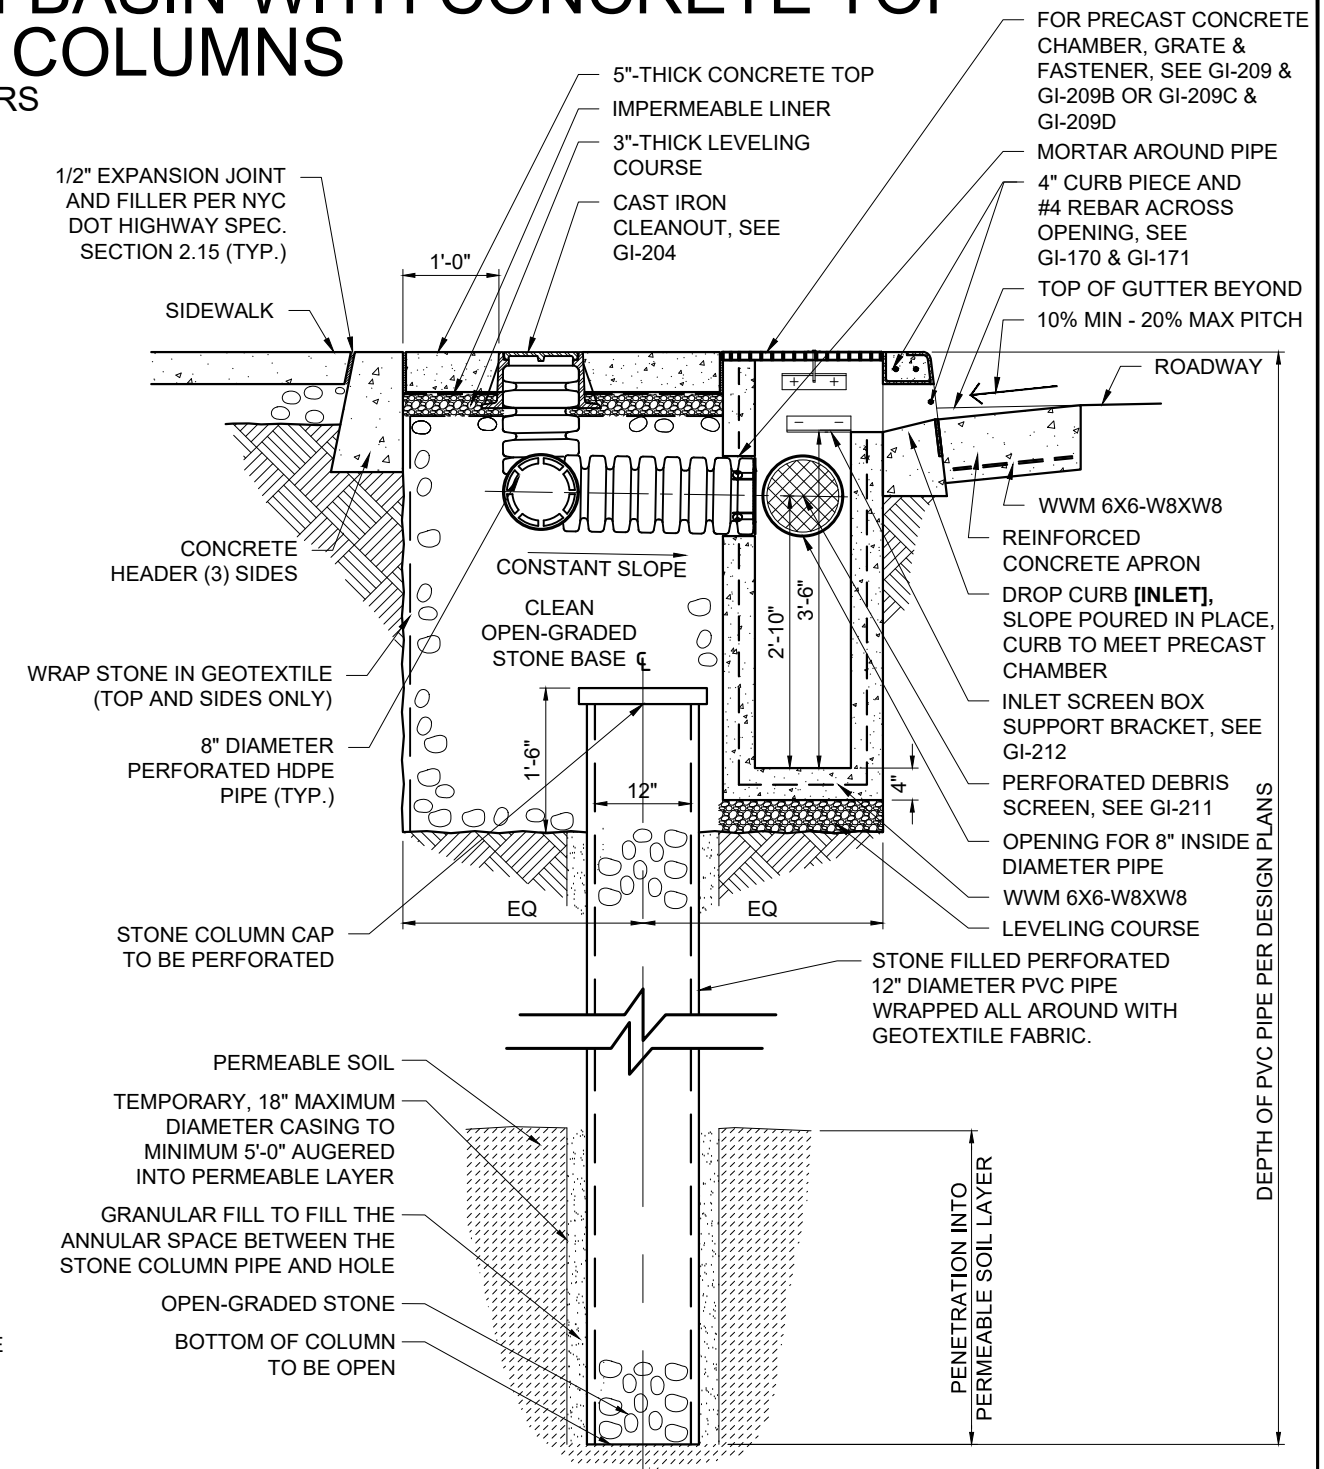 BASIN WITH CONCRETE TOP
COLUMNS
RS
5"-THICK CONCRETE TOP
IMPERMEABLE LINER
3"-THICK LEVELING
COURSE
CAST IRON
CLEANOUT, SEE
GI-204
FOR PRECAST CONCRETE
CHAMBER, GRATE &
FASTENER, SEE GI-209 &
GI-209B OR GI-209C &
GI-209D
MORTAR AROUND PIPE
4" CURB PIECE AND
#4 REBAR ACROSS
OPENING, SEE
GI-170 & GI-171
TOP OF GUTTER BEYOND
10% MIN - 20% MAX PITCH
ROADWAY
1/2" EXPANSION JOINT
AND FILLER PER NYC
DOT HIGHWAY SPEC.
SECTION 2.15 (TYP.)
1'-0"
SIDEWALK
CONCRETE
HEADER (3) SIDES
WRAP STONE IN GEOTEXTILE
(TOP AND SIDES ONLY)
8" DIAMETER
PERFORATED HDPE
PIPE (TYP.)
CONSTANT SLOPE
CLEAN
OPEN-GRADED
STONE BASE ℄
2'-10"
3'-6"
1'-6"
12"
4"
EQ
EQ
WWM 6X6-W8XW8
REINFORCED
CONCRETE APRON
DROP CURB [INLET],
SLOPE POURED IN PLACE,
CURB TO MEET PRECAST
CHAMBER
INLET SCREEN BOX
SUPPORT BRACKET, SEE
GI-212
PERFORATED DEBRIS
SCREEN, SEE GI-211
OPENING FOR 8" INSIDE
DIAMETER PIPE
WWM 6X6-W8XW8
LEVELING COURSE
STONE COLUMN CAP
TO BE PERFORATED
STONE FILLED PERFORATED
12" DIAMETER PVC PIPE
WRAPPED ALL AROUND WITH
GEOTEXTILE FABRIC.
PERMEABLE SOIL
TEMPORARY, 18" MAXIMUM
DIAMETER CASING TO
MINIMUM 5'-0" AUGERED
INTO PERMEABLE LAYER
GRANULAR FILL TO FILL THE
ANNULAR SPACE BETWEEN THE
STONE COLUMN PIPE AND HOLE
OPEN-GRADED STONE
BOTTOM OF COLUMN
TO BE OPEN
E
PENETRATION INTO
PERMEABLE SOIL LAYER
DEPTH OF PVC PIPE PER DESIGN PLANS